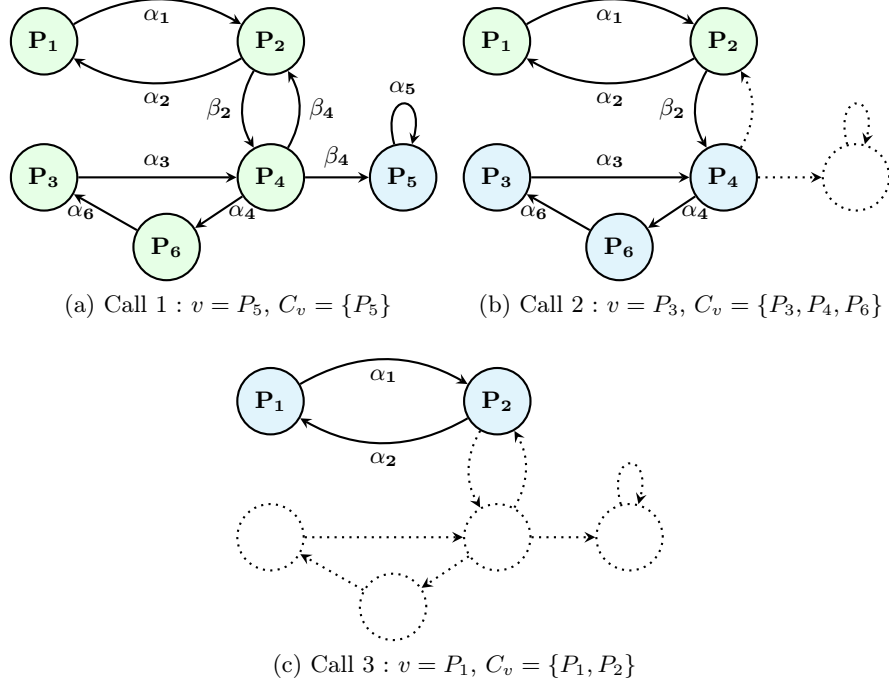 α₁
P₁ P₂
α₂
β₂ β₄
α₅
P₃ α₃ P₄ β₄ P₅
α₆ α₄
P₆
(a) Call 1 : v = P₅, C_v = {P₅}
α₁
P₁ P₂
α₂
β₂
P₃ α₃ P₄
α₆ α₄
P₆
(b) Call 2 : v = P₃, C_v = {P₃, P₄, P₆}
α₁
P₁ P₂
α₂
(c) Call 3 : v = P₁, C_v = {P₁, P₂}